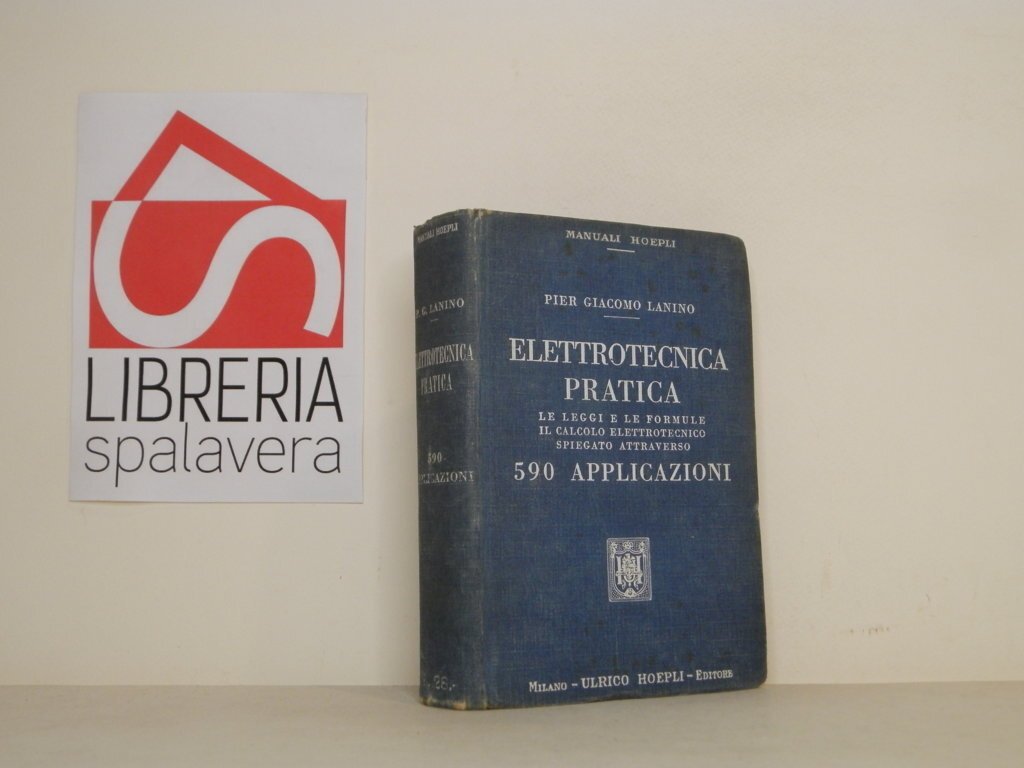 LIBRERIA
spalavera
MANUALI HOEPLI
P. G. LANINO
ELETTROTECNICA
PRATICA
590
APPLICAZIONI
28.-
MANUALI HOEPLI
PIER GIACOMO LANINO
ELETTROTECNICA
PRATICA
LE LEGGI E LE FORMULE
IL CALCOLO ELETTROTECNICO
SPIEGATO ATTRAVERSO
590 APPLICAZIONI
MILANO - ULRICO HOEPLI - EDITORE